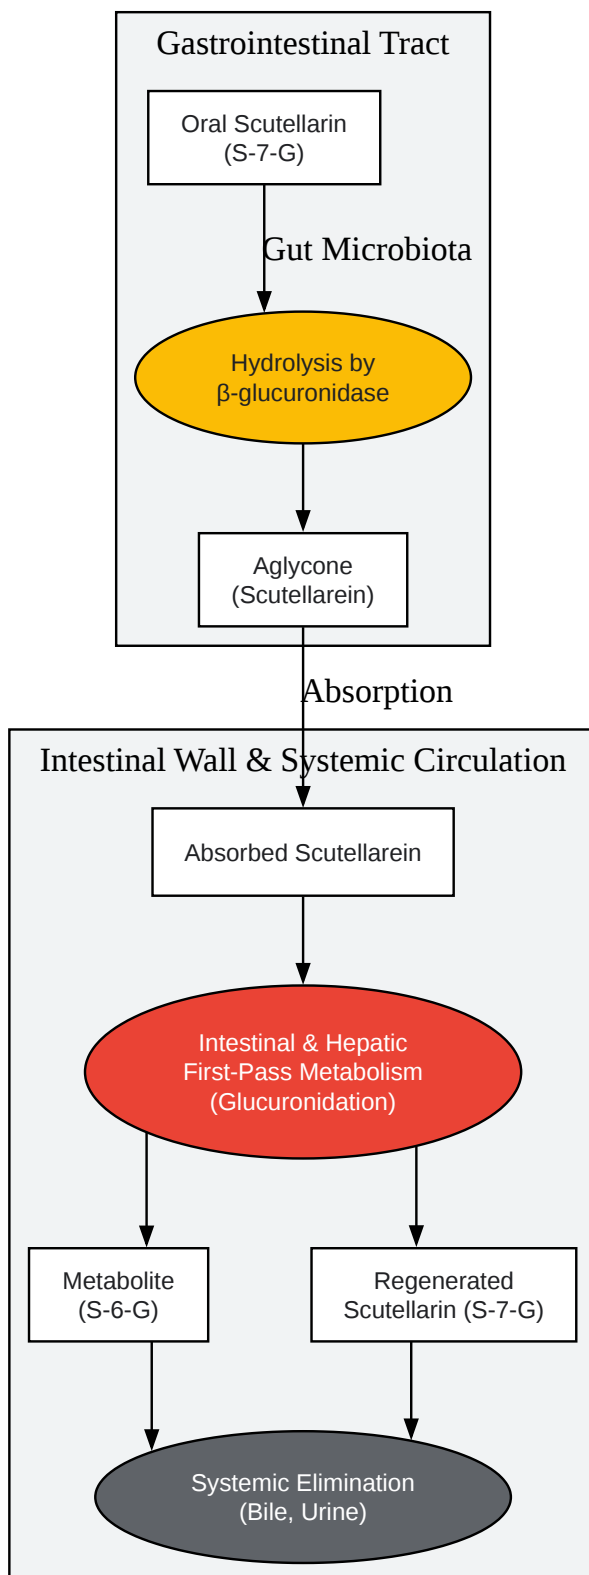 Gastrointestinal Tract
Oral Scutellarin
(S-7-G)
Gut Microbiota
Hydrolysis by
β-glucuronidase
Aglycone
(Scutellarein)
Absorption
Intestinal Wall & Systemic Circulation
Absorbed Scutellarein
Intestinal & Hepatic
First-Pass Metabolism
(Glucuronidation)
Metabolite
(S-6-G)
Regenerated
Scutellarin (S-7-G)
Systemic Elimination
(Bile, Urine)